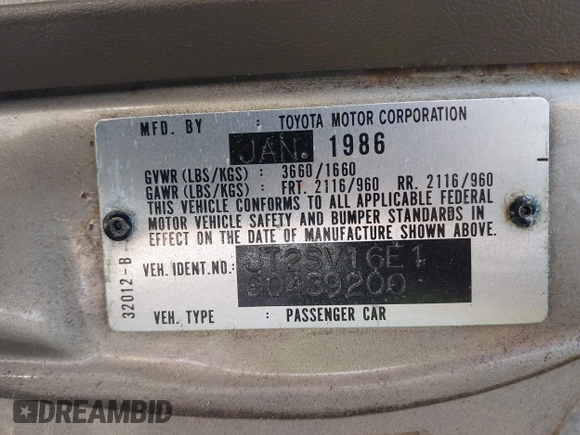 MFD. BY : TOYOTA MOTOR CORPORATION
JAN. 1986
GVWR (LBS/KGS) : 3660/1660
GAWR (LBS/KGS) : FRT. 2116/960 RR. 2116/960
THIS VEHICLE CONFORMS TO ALL APPLICABLE FEDERAL
MOTOR VEHICLE SAFETY AND BUMPER STANDARDS IN
EFFECT ON THE DATE OF MANUFACTURE SHOWN ABOVE.
VEH. IDENT.NO.: JT2SV16E1
G0439200
VEH. TYPE : PASSENGER CAR
32012-B
DREAMBID